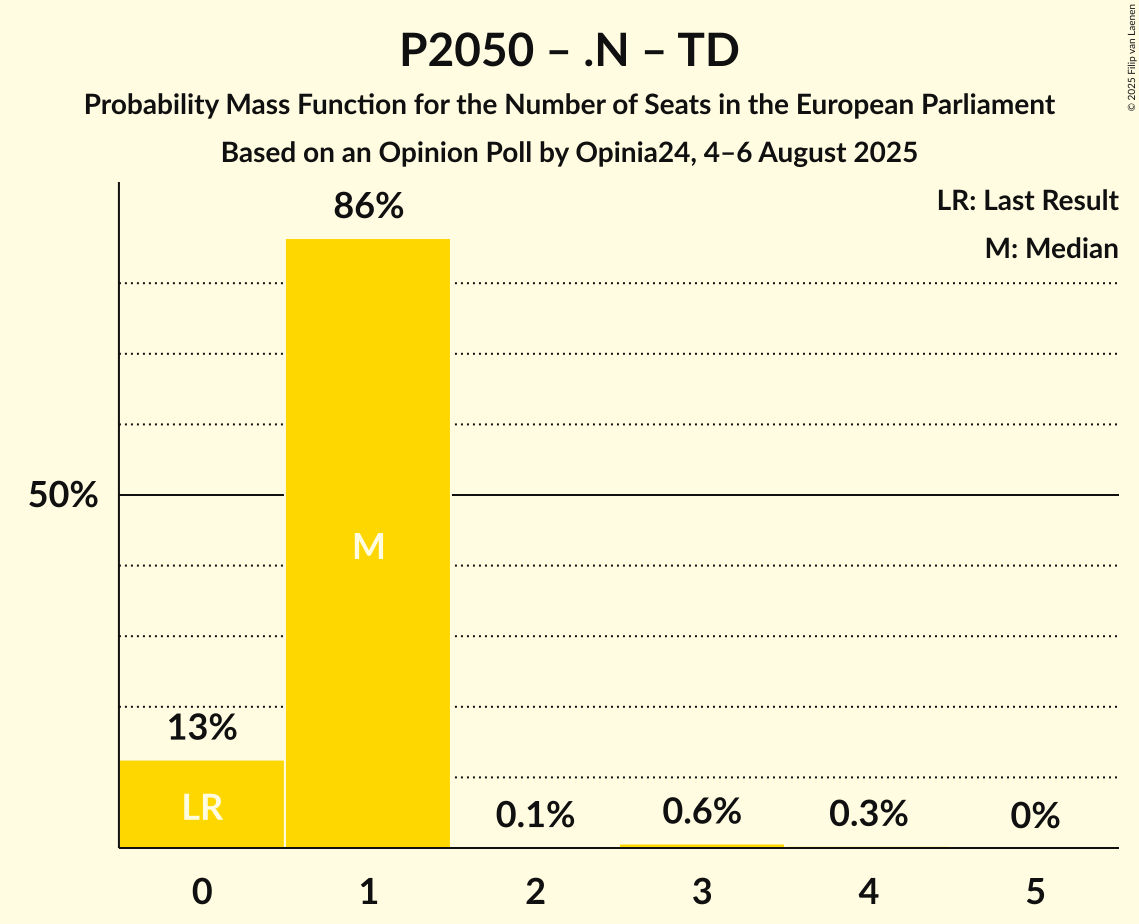 P2050 – .N – TD
Probability Mass Function for the Number of Seats in the European Parliament
Based on an Opinion Poll by Opinia24, 4–6 August 2025
© 2025 Filip van Laenen
LR: Last Result
M: Median
86%
50%
M
13%
LR
0.1%
0.6%
0.3%
0%
0 1 2 3 4 5